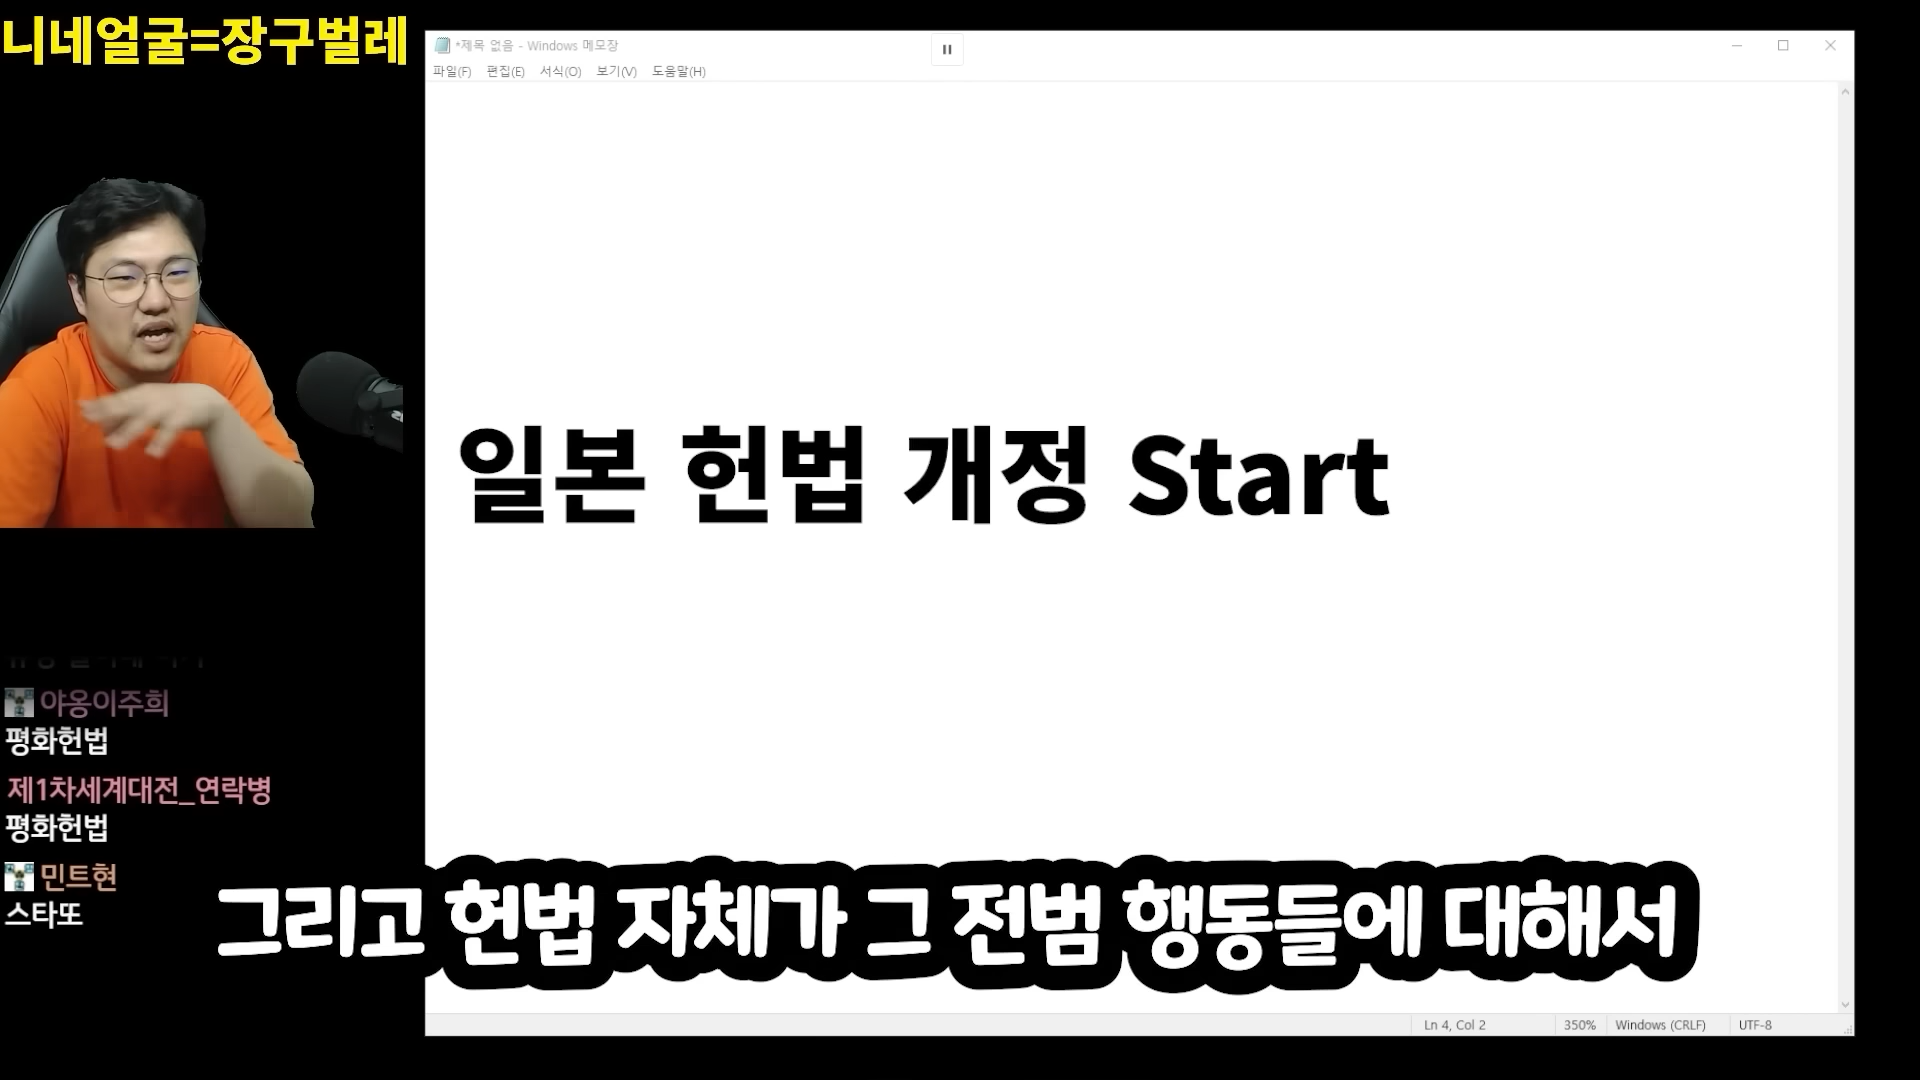 니네얼굴=장구벌레
*제목 없음 - Windows 메모장
파일(F) 편집(E) 서식(O) 보기(V) 도움말(H)
일본 헌법 개정 Start
야옹이주희
평화헌법
제1차세계대전_연락병
평화헌법
민트현
스타또
그리고 헌법 자체가 그 전범 행동들에 대해서
Ln 4, Col 2 350% Windows (CRLF) UTF-8